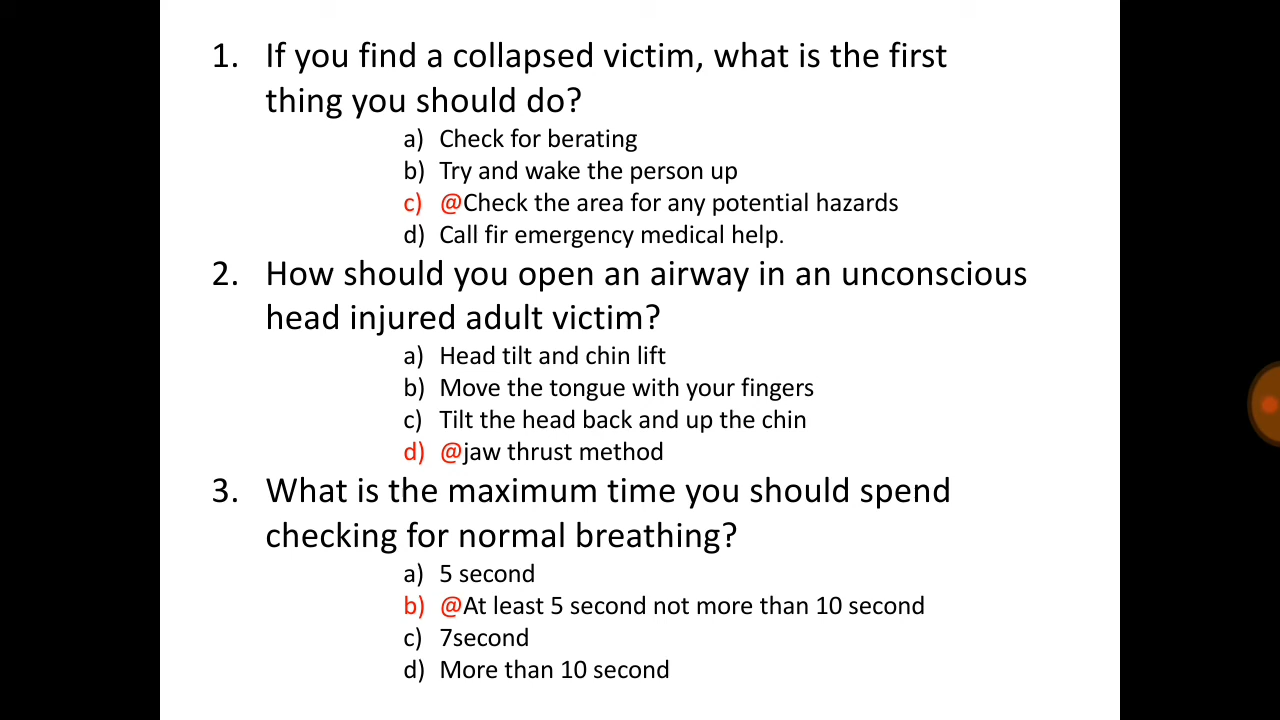 1. If you find a collapsed victim, what is the first
thing you should do?
a) Check for berating
b) Try and wake the person up
c) @Check the area for any potential hazards
d) Call fir emergency medical help.
2. How should you open an airway in an unconscious
head injured adult victim?
a) Head tilt and chin lift
b) Move the tongue with your fingers
c) Tilt the head back and up the chin
d) @jaw thrust method
3. What is the maximum time you should spend
checking for normal breathing?
a) 5 second
b) @At least 5 second not more than 10 second
c) 7second
d) More than 10 second